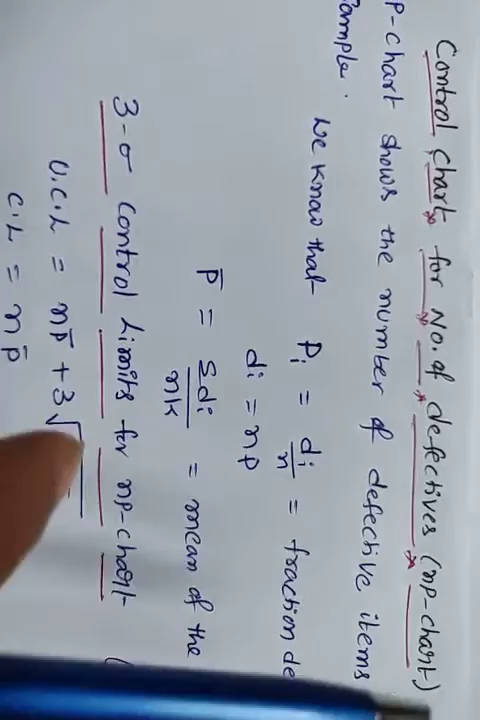 Control chart for No. of defectives (np-chart)
p-chart shows the number of defective items
sample.
we know that Pi = di/n = fraction de
di = np
p̄ = Σdi/nk = mean of the
3-σ Control Limits for np-chart
U.C.L = np̄ + 3√
C.L = np̄